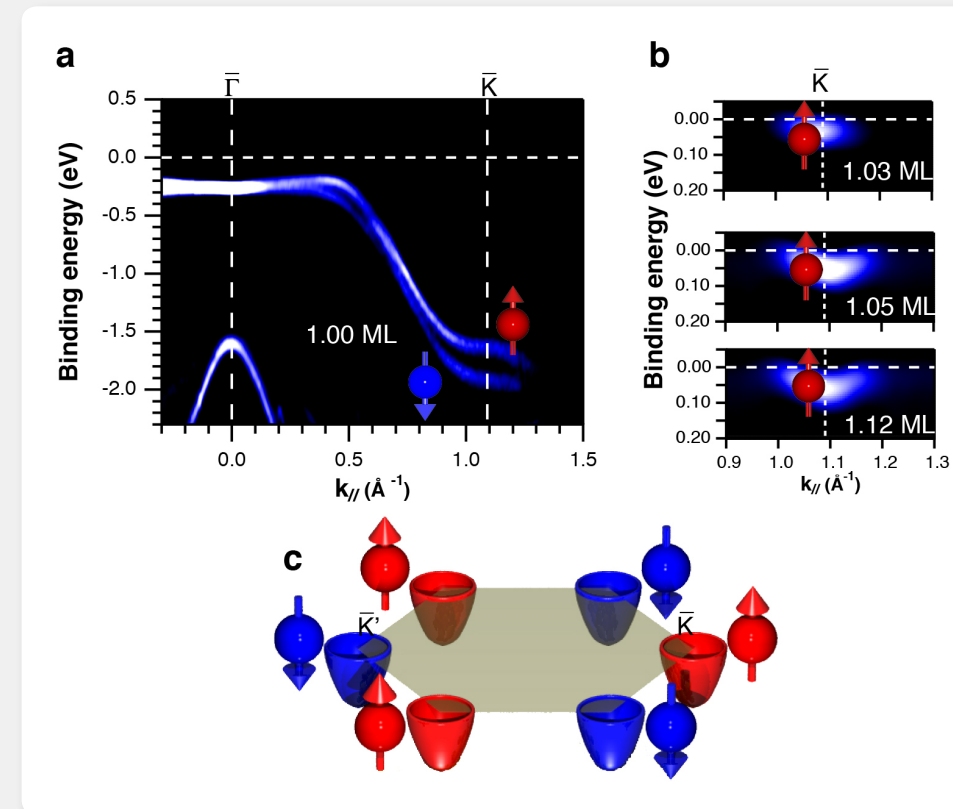 a
b
Γ̅
K̅
K̅
0.5
0.0
-0.5
-1.0
-1.5
-2.0
Binding energy (eV)
1.00 ML
0.0
0.5
1.0
1.5
k// (Å⁻¹)
0.00
0.10
0.20
1.03 ML
0.00
0.10
0.20
1.05 ML
0.00
0.10
0.20
1.12 ML
Binding energy (eV)
0.9
1.0
1.1
1.2
1.3
k// (Å⁻¹)
c
K̅'
K̅